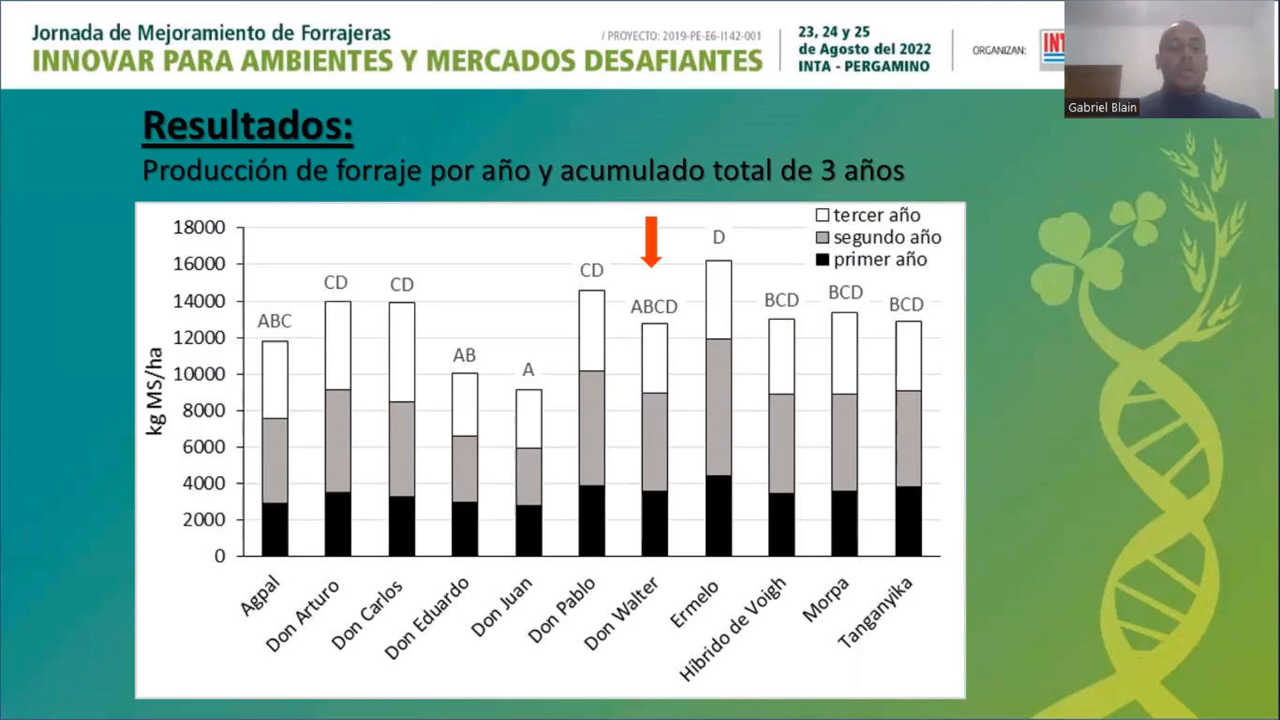 Jornada de Mejoramiento de Forrajeras
/ PROYECTO: 2019-PE-E6-I142-001
INNOVAR PARA AMBIENTES Y MERCADOS DESAFIANTES
23, 24 y 25
de Agosto del 2022
INTA - PERGAMINO
ORGANIZAN:
INT
Gabriel Blain
Resultados:
Producción de forraje por año y acumulado total de 3 años
tercer año
segundo año
primer año
kg MS/ha
18000
16000
14000
12000
10000
8000
6000
4000
2000
0
ABC
CD
CD
AB
A
CD
ABCD
D
BCD
BCD
BCD
Agpal
Don Arturo
Don Carlos
Don Eduardo
Don Juan
Don Pablo
Don Walter
Ermelo
Híbrido de Voigh
Morpa
Tanganyika